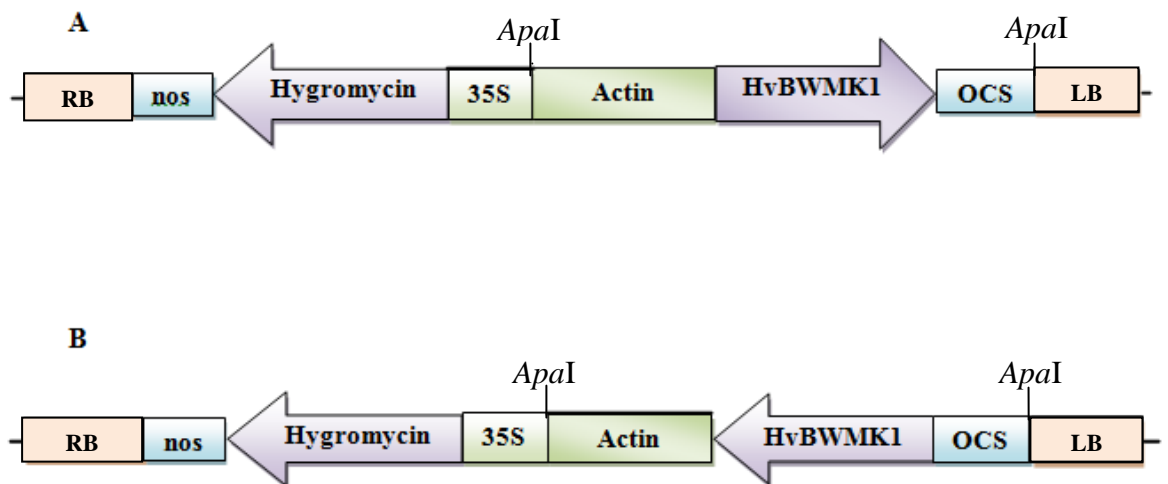 A
ApaI ApaI
RB nos Hygromycin 35S Actin HvBWMK1 OCS LB
B
ApaI ApaI
RB nos Hygromycin 35S Actin HvBWMK1 OCS LB